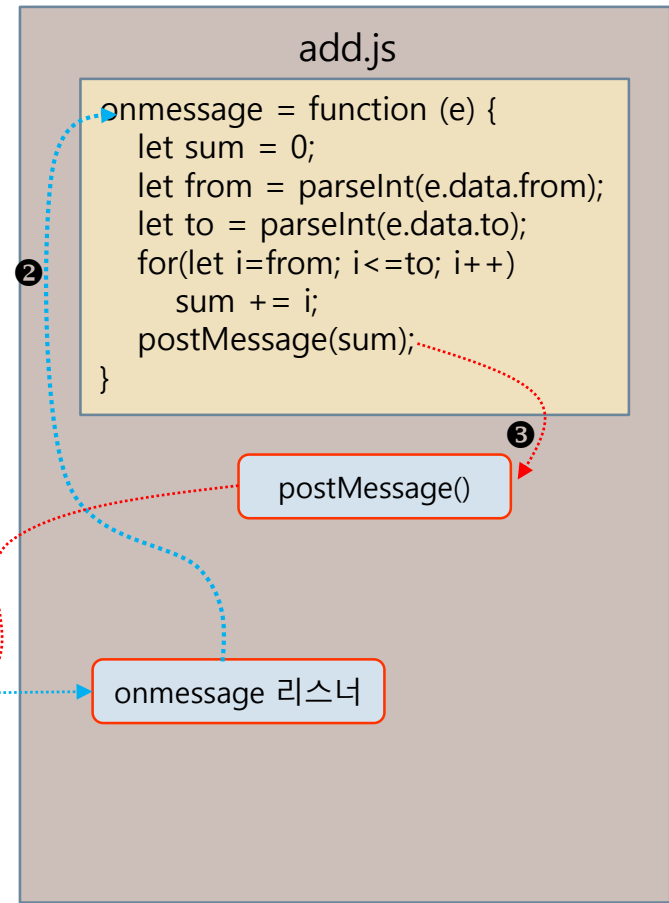 add.js
onmessage = function (e) {
let sum = 0;
let from = parseInt(e.data.from);
let to = parseInt(e.data.to);
for(let i=from; i<=to; i++)
sum += i;
postMessage(sum);
}
❷
❸
postMessage()
onmessage 리스너